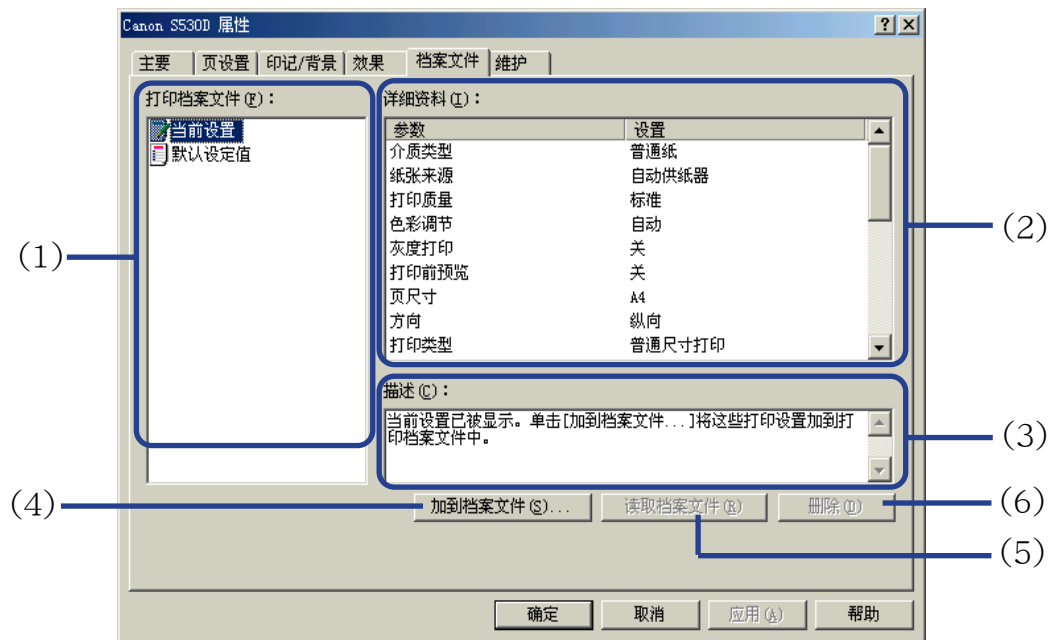 Canon S530D 属性
主要 页设置 印记/背景 效果 档案文件 维护
打印档案文件(F):
当前设置
默认设定值
详细资料(I):
参数 设置
介质类型 普通纸
纸张来源 自动供纸器
打印质量 标准
色彩调节 自动
灰度打印 关
打印前预览 关
页尺寸 A4
方向 纵向
打印类型 普通尺寸打印
描述(C):
当前设置已被显示。单击[加到档案文件...]将这些打印设置加到打
印档案文件中。
加到档案文件(S)... 读取档案文件(R) 删除(D)
确定 取消 应用(A) 帮助
(1)
(2)
(3)
(4)
(6)
(5)